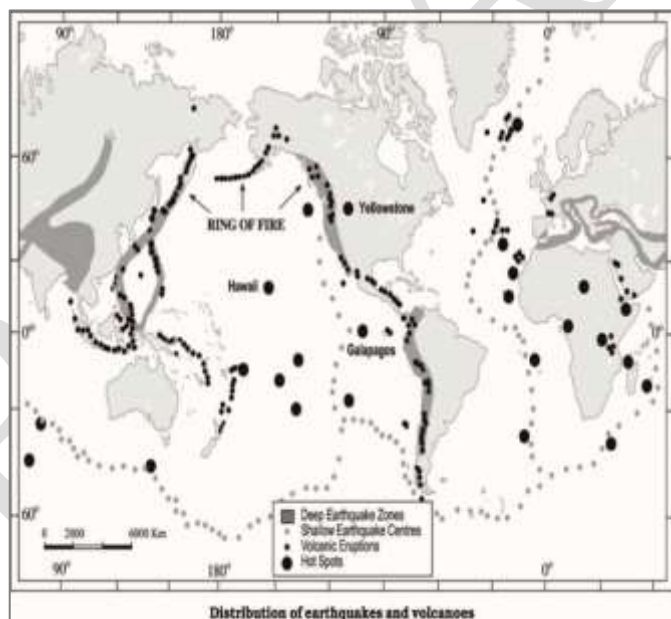 90° 180° 90° 0°
60°
RING OF FIRE
Yellowstone
Hawaii
0° 0°
Galapagos
60°
Deep Earthquake Zones
Shallow Earthquake Centres
Volcanic Eruptions
Hot Spots
0 2000 6000 Km
90° 180° 0°
Distribution of earthquakes and volcanoes